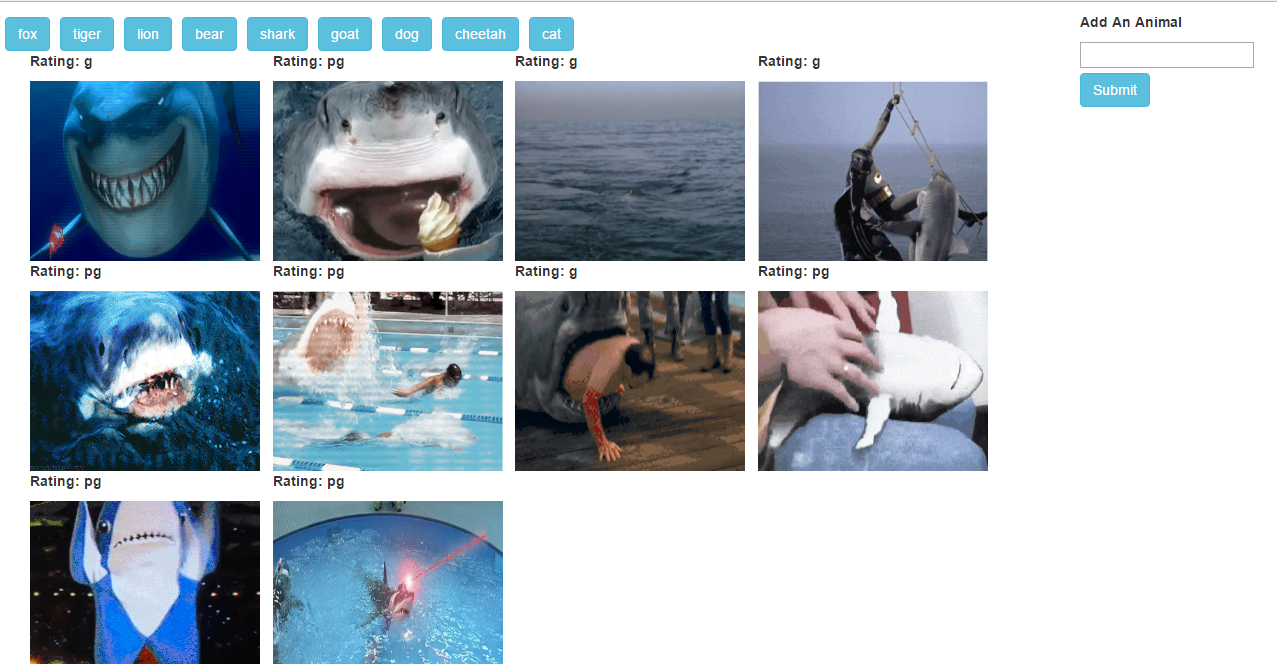 Add An Animal
fox tiger lion bear shark goat dog cheetah cat
Rating: g Rating: pg Rating: g Rating: g
Submit
Rating: pg Rating: pg Rating: g Rating: pg
Rating: pg Rating: pg